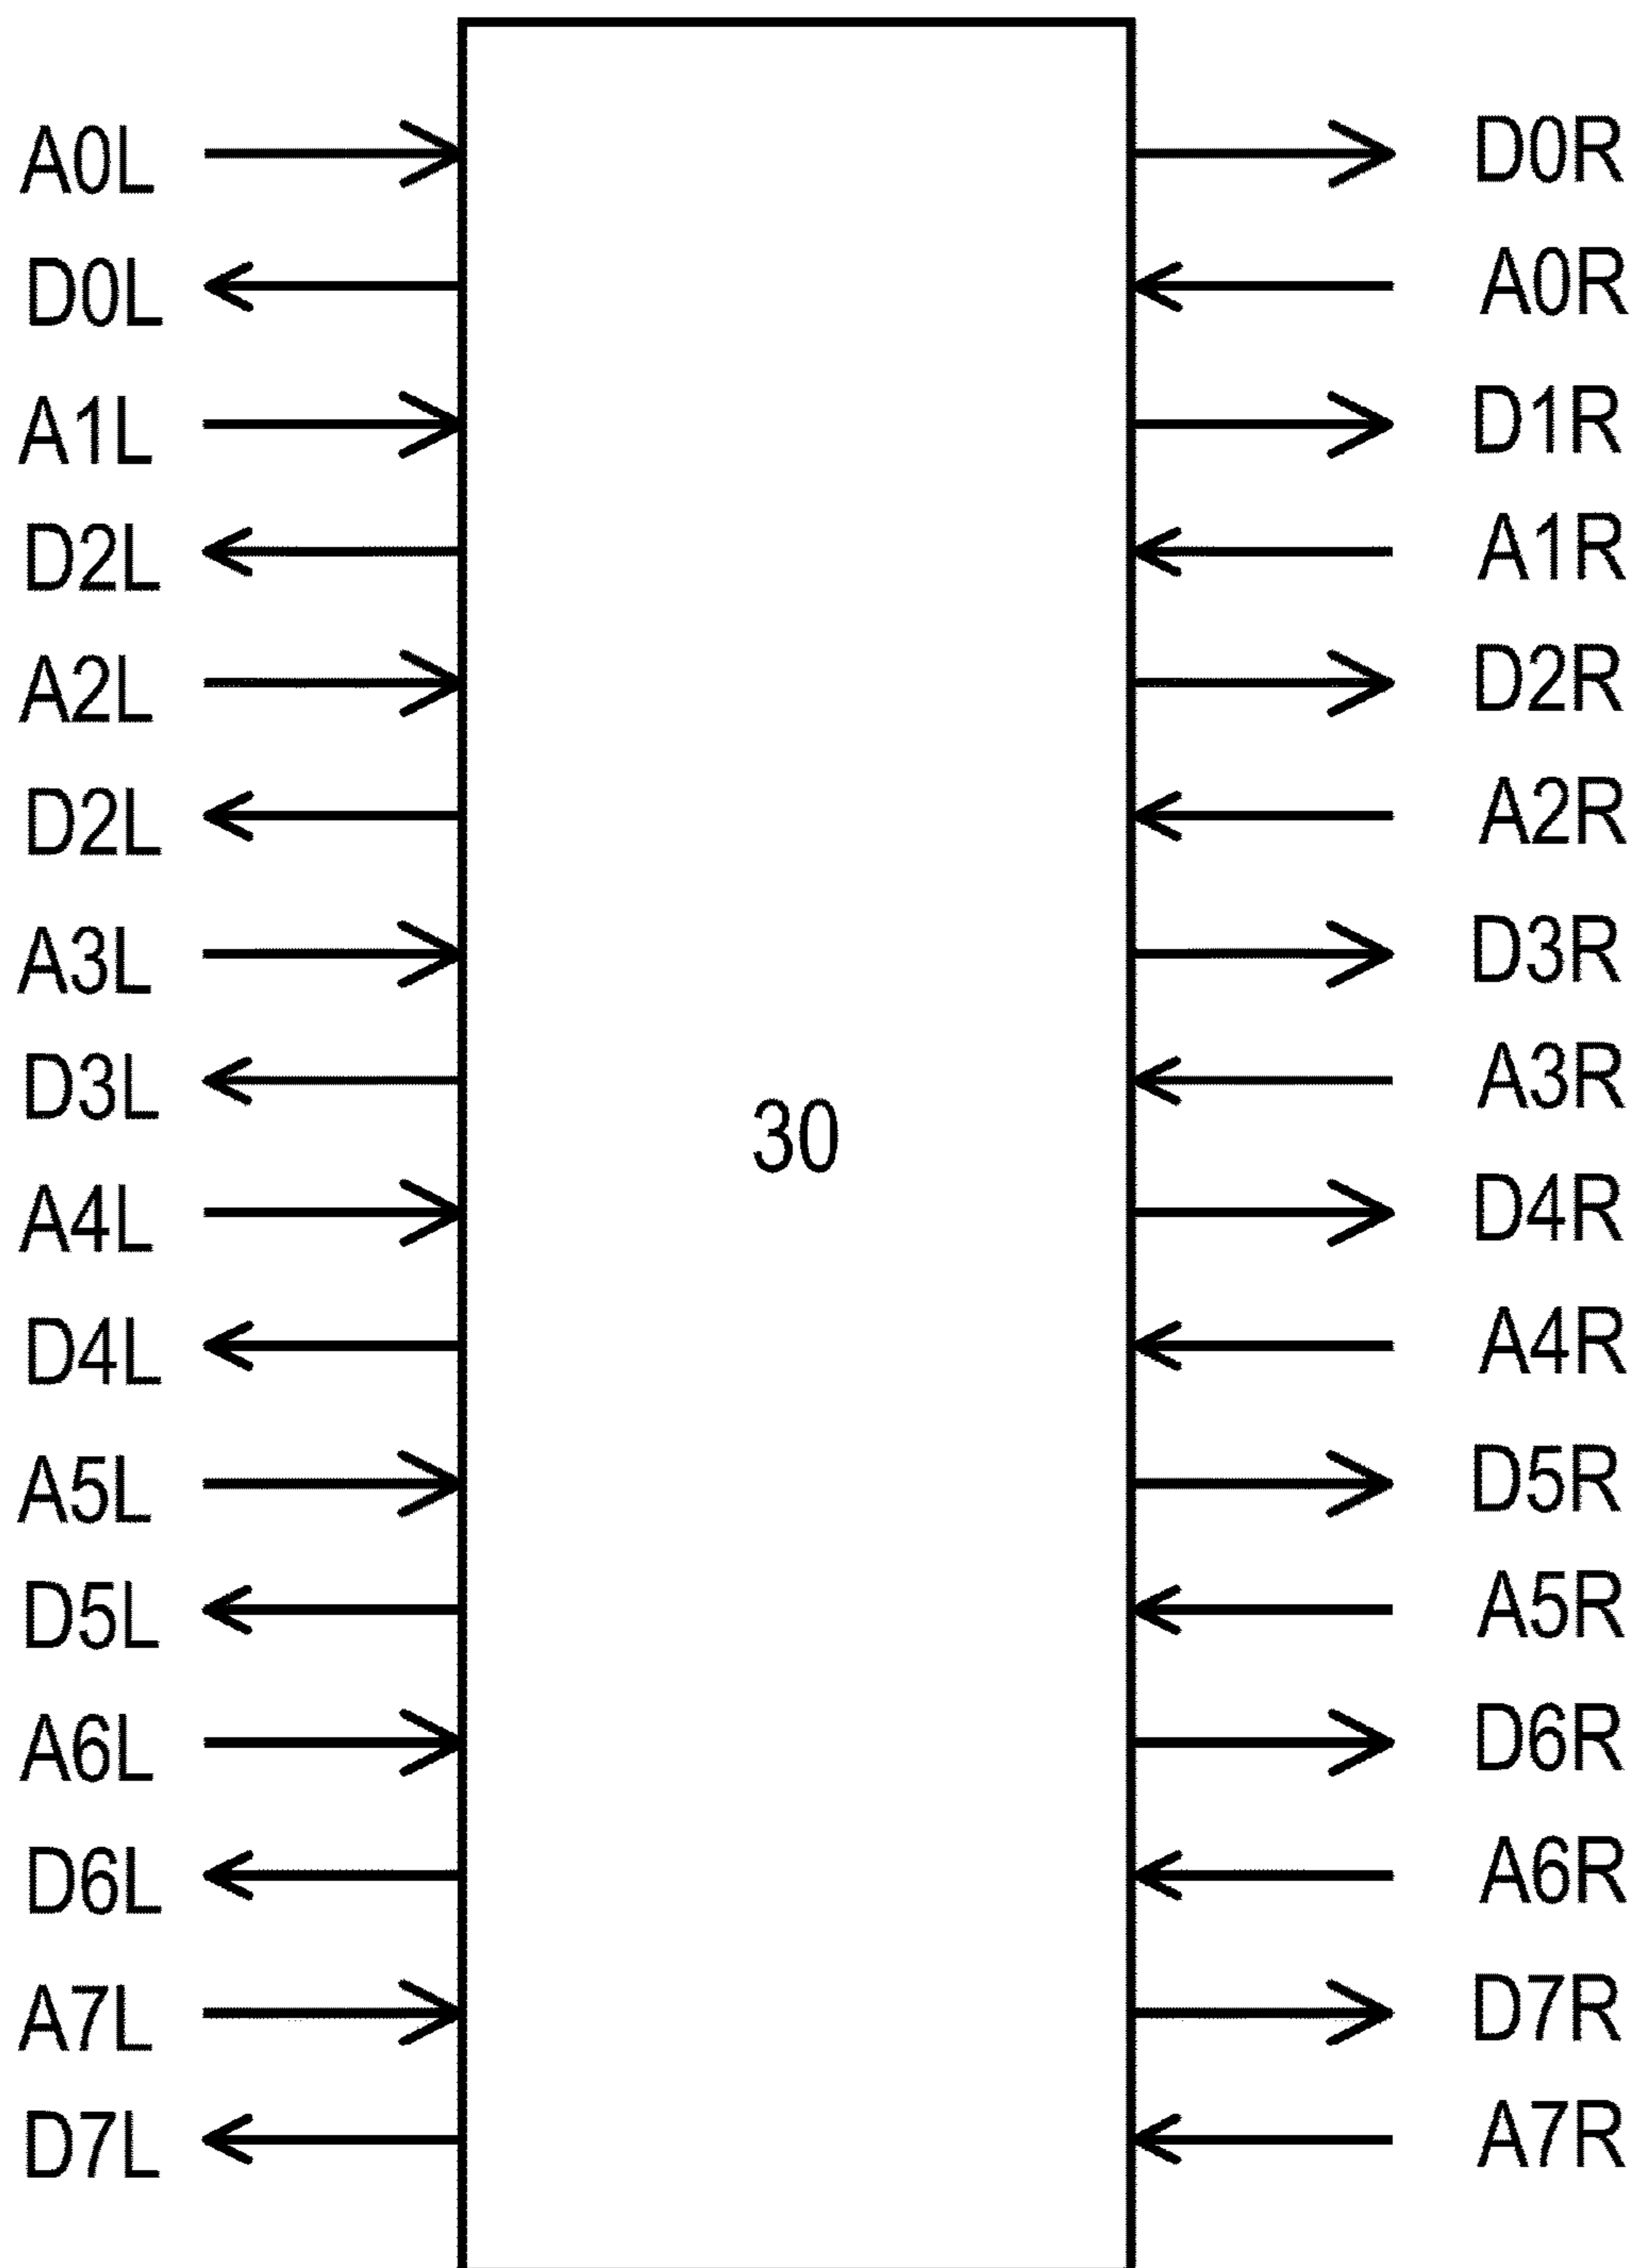 A0L D0R
D0L A0R
A1L D1R
D2L A1R
A2L D2R
D2L A2R
A3L D3R
D3L A3R
30
A4L D4R
D4L A4R
A5L D5R
D5L A5R
A6L D6R
D6L A6R
A7L D7R
D7L A7R